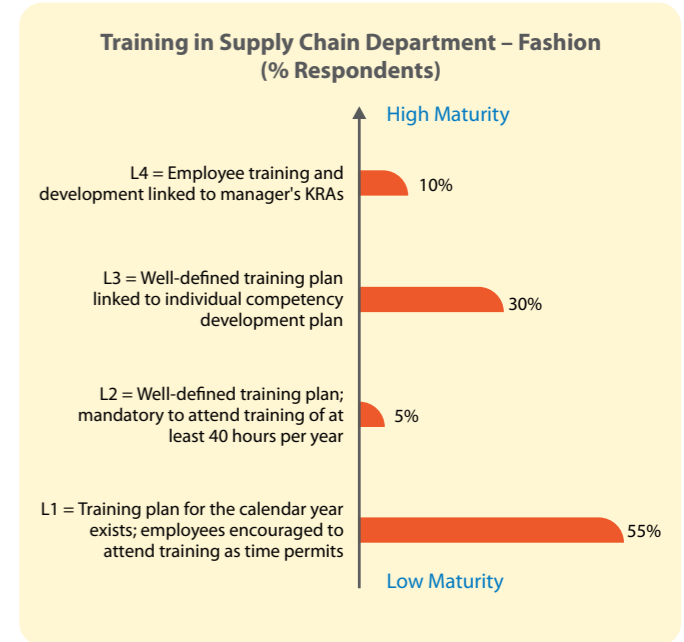 Training in Supply Chain Department – Fashion
(% Respondents)
High Maturity
L4 = Employee training and
development linked to manager's KRAs
10%
L3 = Well-defined training plan
linked to individual competency
development plan
30%
L2 = Well-defined training plan;
mandatory to attend training of at
least 40 hours per year
5%
L1 = Training plan for the calendar year
exists; employees encouraged to
attend training as time permits
55%
Low Maturity